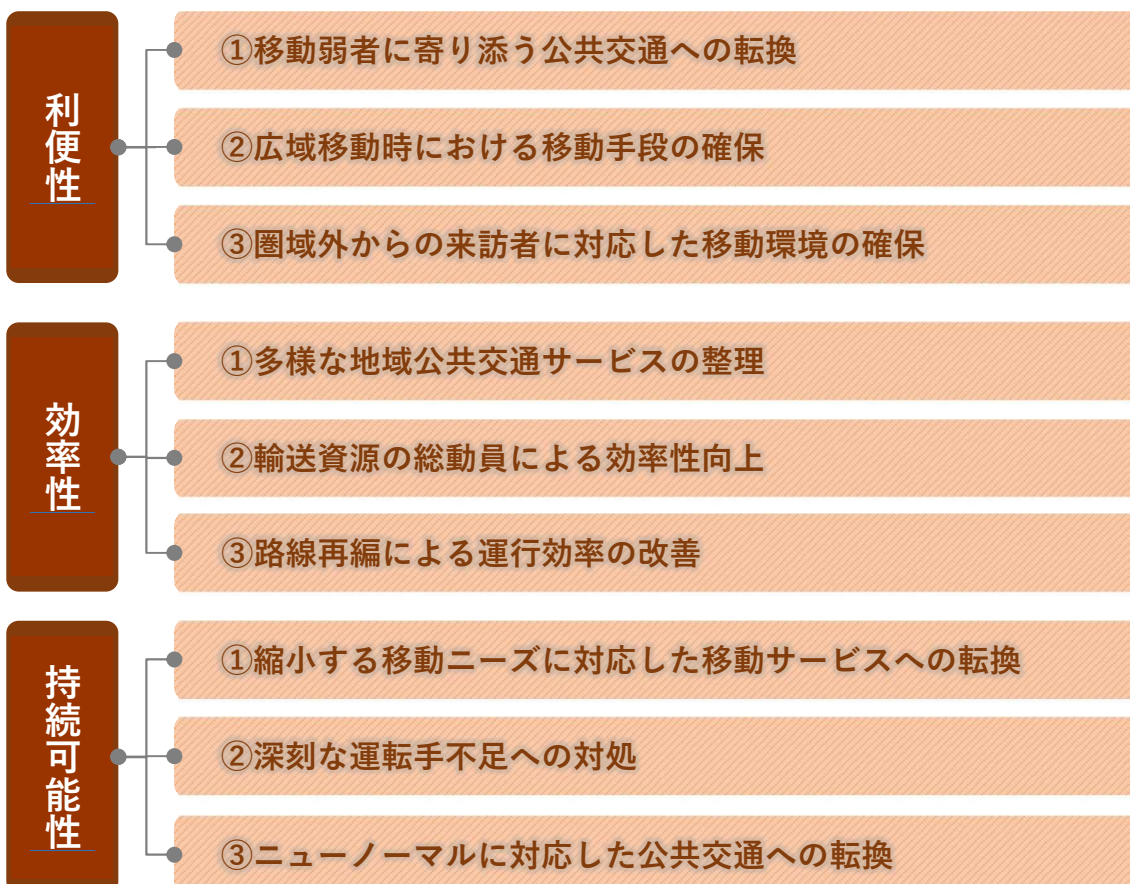 利便性
①移動弱者に寄り添う公共交通への転換
②広域移動時における移動手段の確保
③圏域外からの来訪者に対応した移動環境の確保
効率性
①多様な地域公共交通サービスの整理
②輸送資源の総動員による効率性向上
③路線再編による運行効率の改善
持続可能性
①縮小する移動ニーズに対応した移動サービスへの転換
②深刻な運転手不足への対処
③ニューノーマルに対応した公共交通への転換